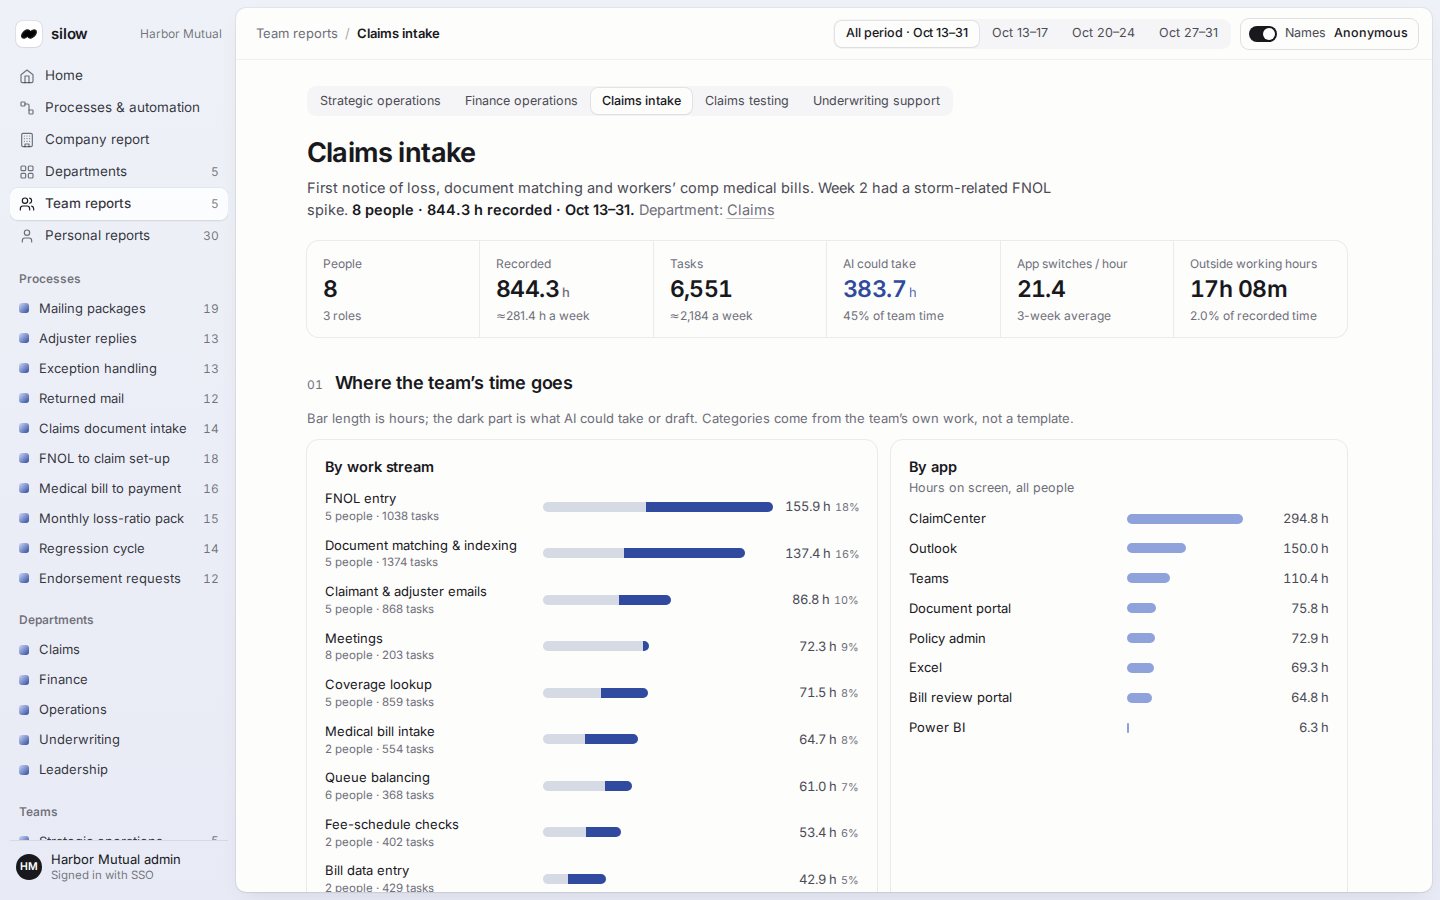 silow
Harbor Mutual
Home
Processes & automation
Company report
Departments 5
Team reports 5
Personal reports 30
Processes
Mailing packages 19
Adjuster replies 13
Exception handling 13
Returned mail 12
Claims document intake 14
FNOL to claim set-up 18
Medical bill to payment 16
Monthly loss-ratio pack 15
Regression cycle 14
Endorsement requests 12
Departments
Claims
Finance
Operations
Underwriting
Leadership
Teams
Strategic operations 5
HM
Harbor Mutual admin
Signed in with SSO
Team reports / Claims intake
All period · Oct 13–31 Oct 13–17 Oct 20–24 Oct 27–31
Names Anonymous
Strategic operations Finance operations Claims intake Claims testing Underwriting support
Claims intake
First notice of loss, document matching and workers’ comp medical bills. Week 2 had a storm-related FNOL
spike. 8 people · 844.3 h recorded · Oct 13–31. Department: Claims
People
8
3 roles
Recorded
844.3 h
≈281.4 h a week
Tasks
6,551
≈2,184 a week
AI could take
383.7 h
45% of team time
App switches / hour
21.4
3-week average
Outside working hours
17h 08m
2.0% of recorded time
01 Where the team’s time goes
Bar length is hours; the dark part is what AI could take or draft. Categories come from the team’s own work, not a template.
By work stream
FNOL entry
5 people · 1038 tasks
155.9 h 18%
Document matching & indexing
5 people · 1374 tasks
137.4 h 16%
Claimant & adjuster emails
5 people · 868 tasks
86.8 h 10%
Meetings
8 people · 203 tasks
72.3 h 9%
Coverage lookup
5 people · 859 tasks
71.5 h 8%
Medical bill intake
2 people · 554 tasks
64.7 h 8%
Queue balancing
6 people · 368 tasks
61.0 h 7%
Fee-schedule checks
2 people · 402 tasks
53.4 h 6%
Bill data entry
2 people · 429 tasks
42.9 h 5%
By app
Hours on screen, all people
ClaimCenter 294.8 h
Outlook 150.0 h
Teams 110.4 h
Document portal 75.8 h
Policy admin 72.9 h
Excel 69.3 h
Bill review portal 64.8 h
Power BI 6.3 h